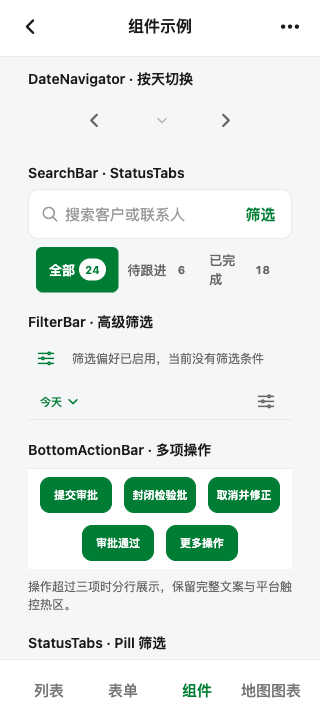 组件示例
DateNavigator · 按天切换
SearchBar · StatusTabs
搜索客户或联系人 筛选
全部 24 待跟进 6 已完成 18
FilterBar · 高级筛选
筛选偏好已启用，当前没有筛选条件
今天
BottomActionBar · 多项操作
提交审批 封闭检验批 取消并修正
审批通过 更多操作
操作超过三项时分行展示，保留完整文案与平台触
控热区。
StatusTabs · Pill 筛选
列表 表单 组件 地图图表